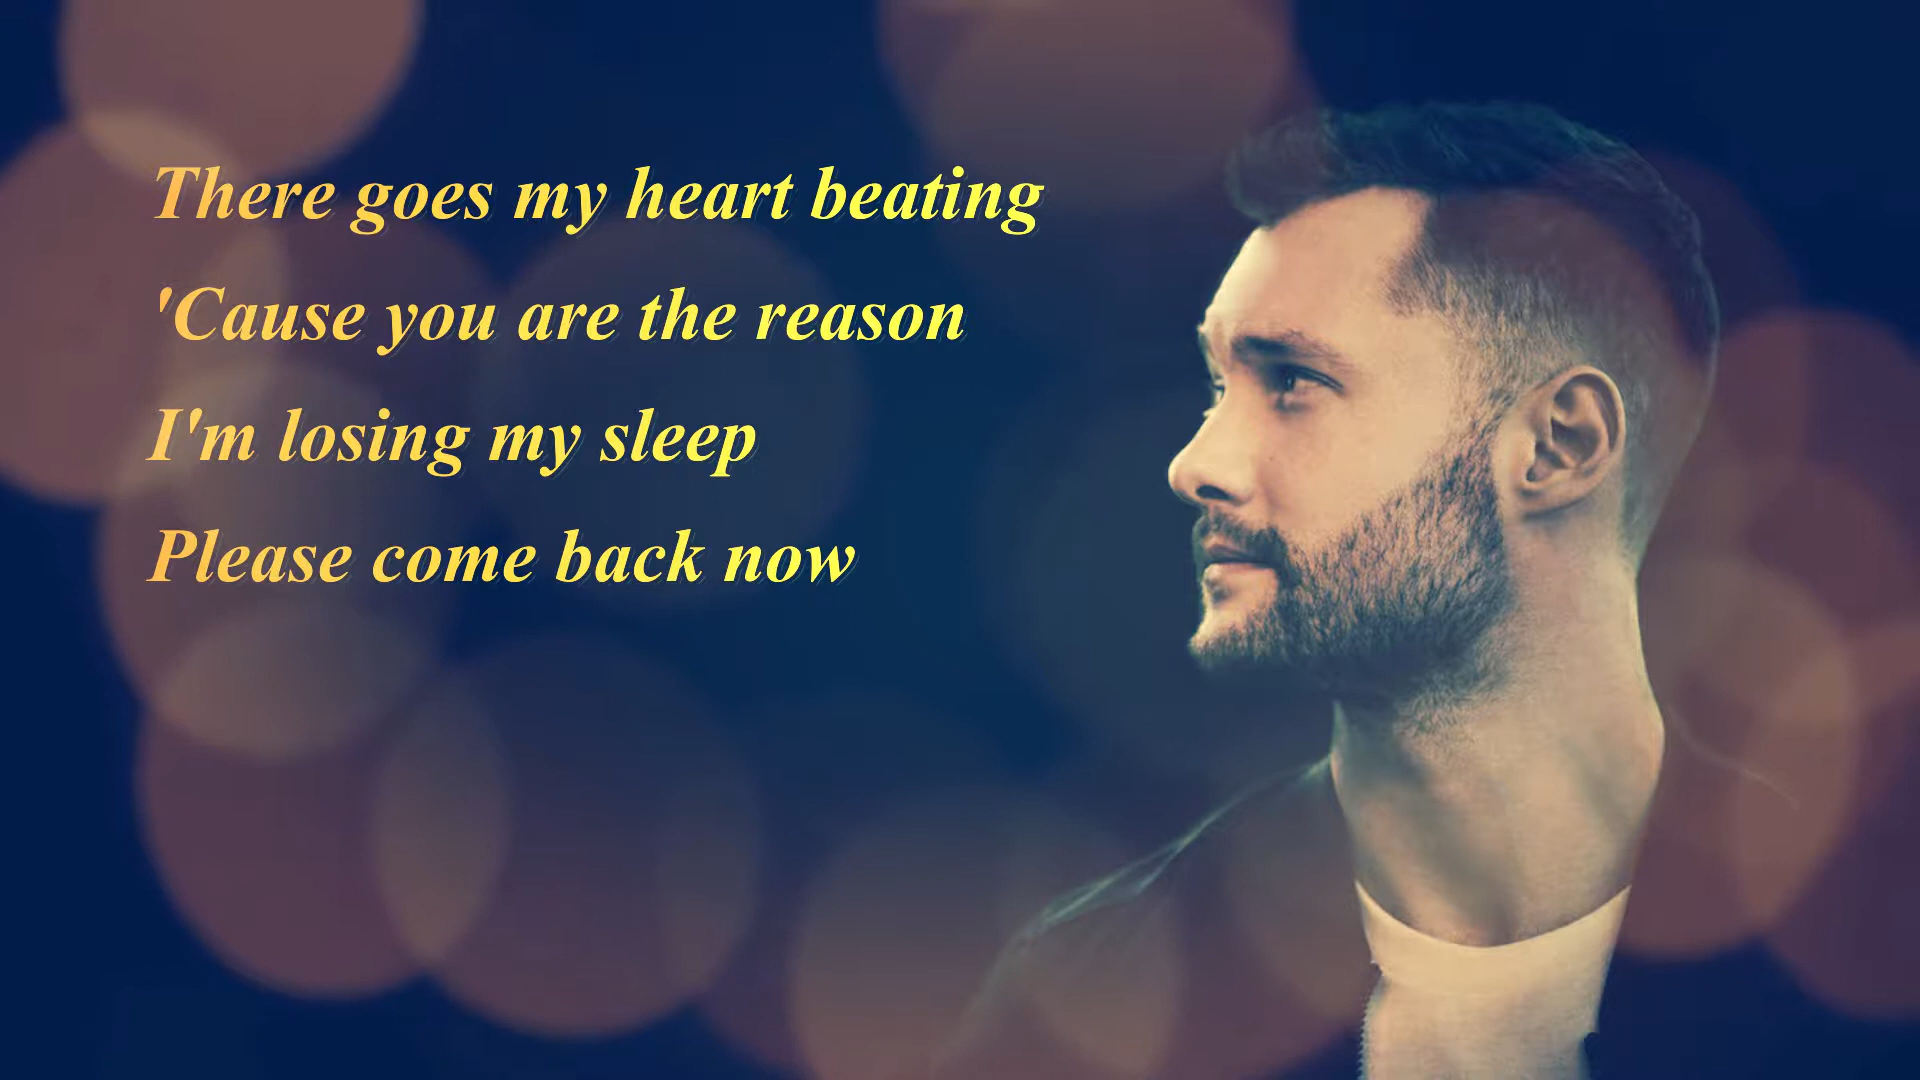 There goes my heart beating
'Cause you are the reason
I'm losing my sleep
Please come back now